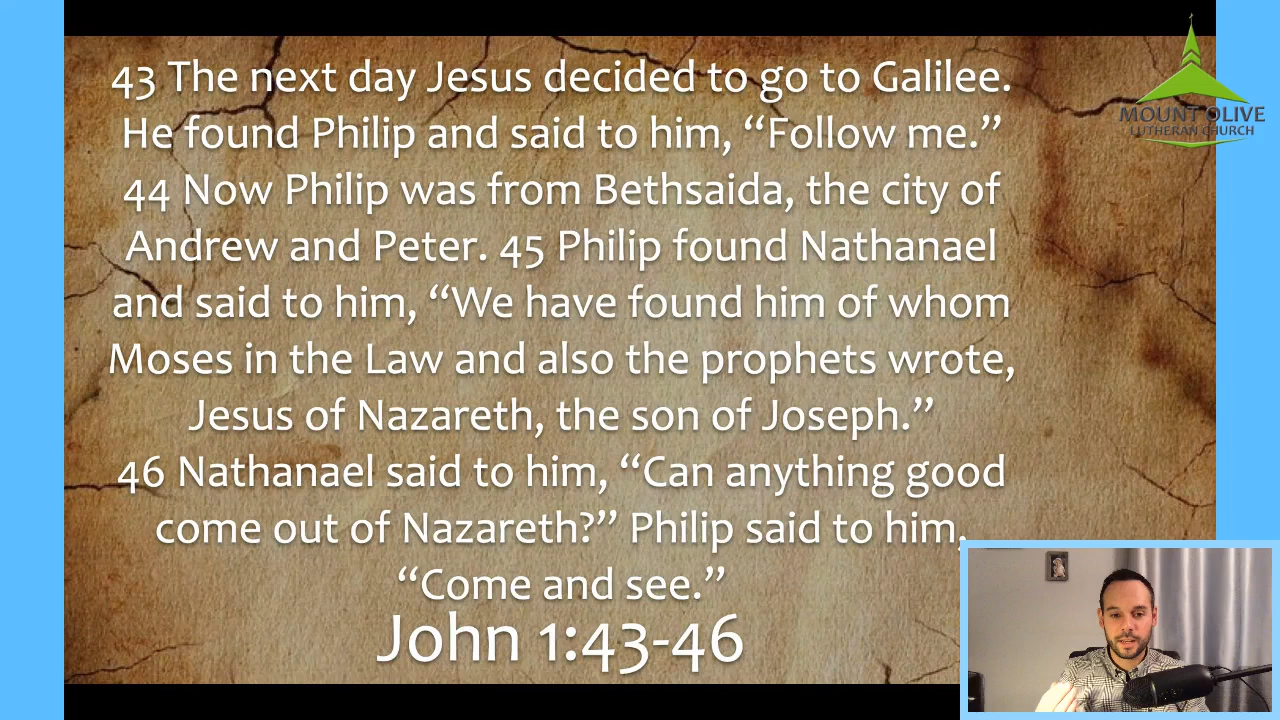 43 The next day Jesus decided to go to Galilee.
He found Philip and said to him, “Follow me.”
44 Now Philip was from Bethsaida, the city of
Andrew and Peter. 45 Philip found Nathanael
and said to him, “We have found him of whom
Moses in the Law and also the prophets wrote,
Jesus of Nazareth, the son of Joseph.”
46 Nathanael said to him, “Can anything good
come out of Nazareth?” Philip said to him,
“Come and see.”
John 1:43-46
MOUNT OLIVE
LUTHERAN CHURCH